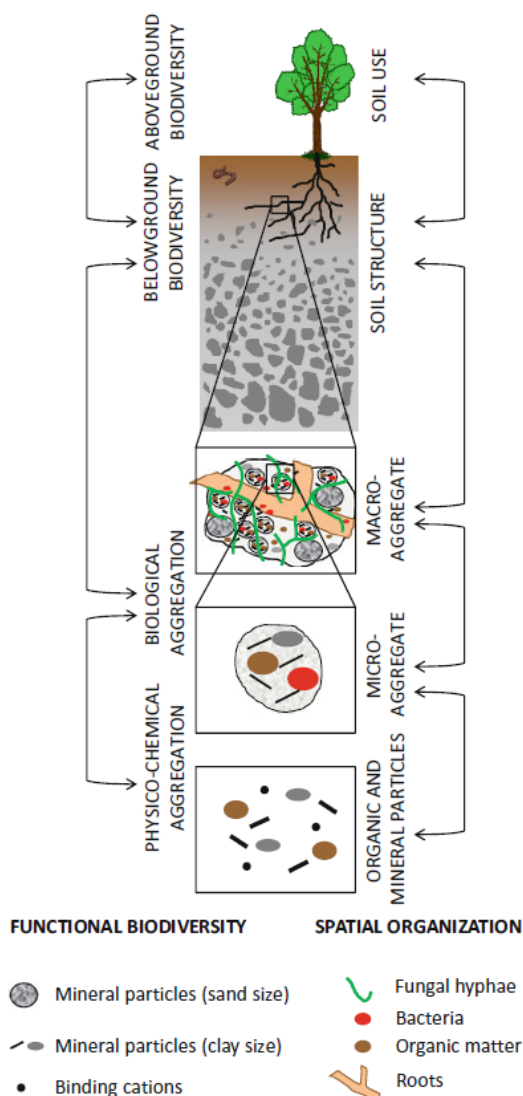 ABOVEGROUND
BIODIVERSITY
SOIL USE
BELOWGROUND
BIODIVERSITY
SOIL STRUCTURE
MACRO-
AGGREGATE
BIOLOGICAL
AGGREGATION
MICRO-
AGGREGATE
PHYSICO-CHEMICAL
AGGREGATION
ORGANIC AND
MINERAL PARTICLES
FUNCTIONAL BIODIVERSITY
SPATIAL ORGANIZATION
Mineral particles (sand size)
Mineral particles (clay size)
Binding cations
Fungal hyphae
Bacteria
Organic matter
Roots